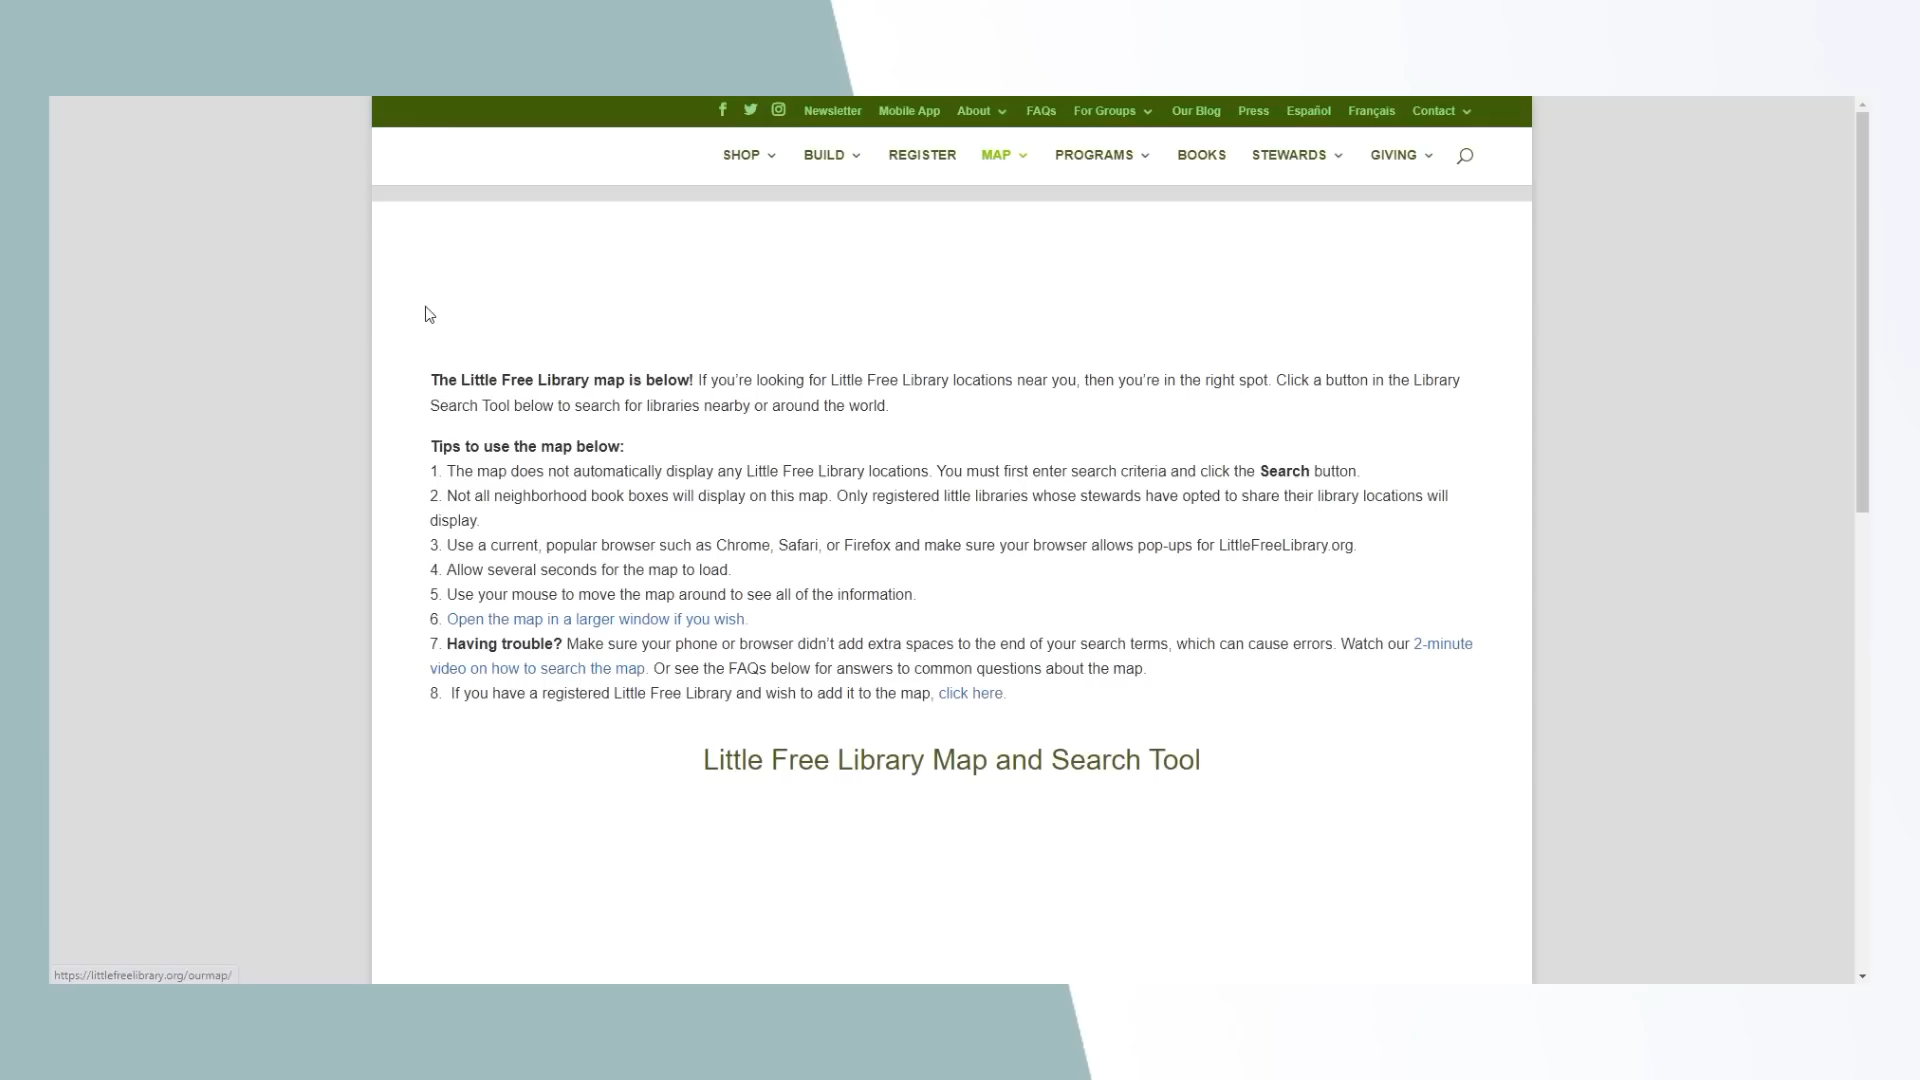 Newsletter Mobile App About FAQs For Groups Our Blog Press Español Français Contact
SHOP BUILD REGISTER MAP PROGRAMS BOOKS STEWARDS GIVING
The Little Free Library map is below! If you’re looking for Little Free Library locations near you, then you’re in the right spot. Click a button in the Library
Search Tool below to search for libraries nearby or around the world.
Tips to use the map below:
1. The map does not automatically display any Little Free Library locations. You must first enter search criteria and click the Search button.
2. Not all neighborhood book boxes will display on this map. Only registered little libraries whose stewards have opted to share their library locations will
display.
3. Use a current, popular browser such as Chrome, Safari, or Firefox and make sure your browser allows pop-ups for LittleFreeLibrary.org.
4. Allow several seconds for the map to load.
5. Use your mouse to move the map around to see all of the information.
6. Open the map in a larger window if you wish.
7. Having trouble? Make sure your phone or browser didn’t add extra spaces to the end of your search terms, which can cause errors. Watch our 2-minute
video on how to search the map. Or see the FAQs below for answers to common questions about the map.
8. If you have a registered Little Free Library and wish to add it to the map, click here.
Little Free Library Map and Search Tool
https://littlefreelibrary.org/ourmap/